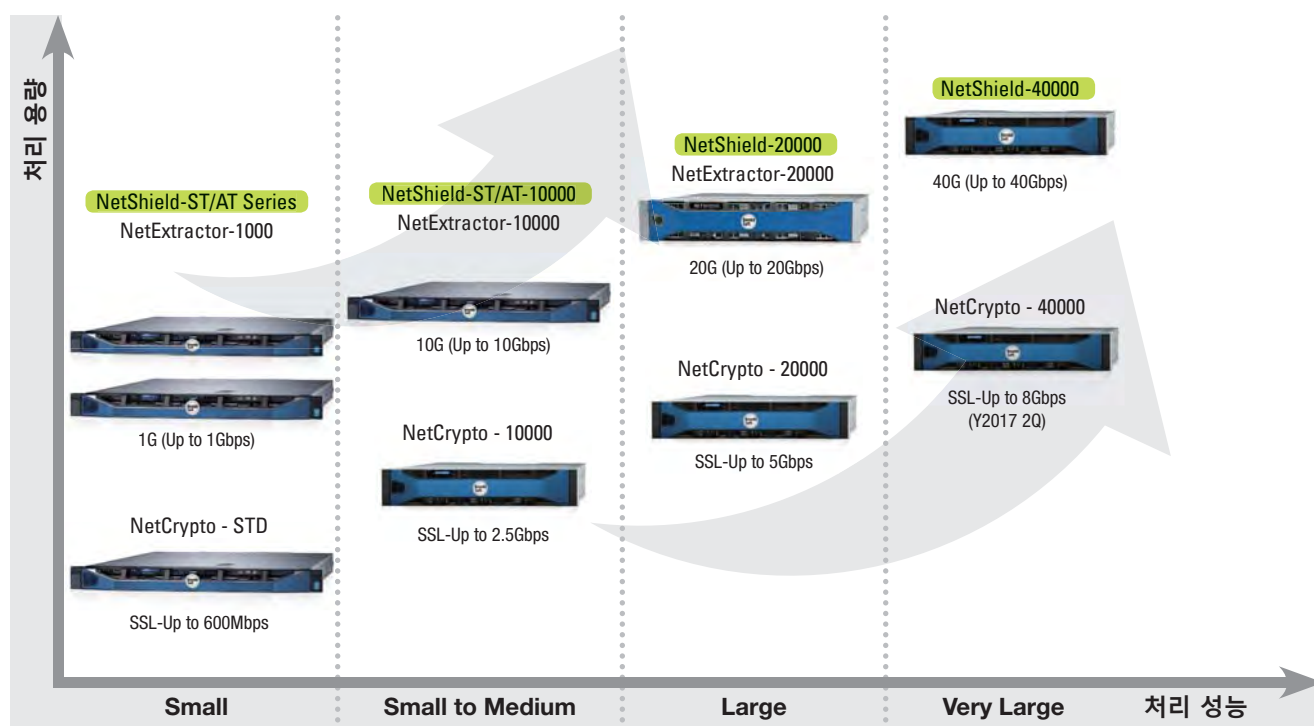 처리 용량
NetShield-ST/AT Series
NetExtractor-1000
1G (Up to 1Gbps)
NetCrypto - STD
SSL-Up to 600Mbps
NetShield-ST/AT-10000
NetExtractor-10000
10G (Up to 10Gbps)
NetCrypto - 10000
SSL-Up to 2.5Gbps
NetShield-20000
NetExtractor-20000
20G (Up to 20Gbps)
NetCrypto - 20000
SSL-Up to 5Gbps
NetShield-40000
40G (Up to 40Gbps)
NetCrypto - 40000
SSL-Up to 8Gbps
(Y2017 2Q)
Small
Small to Medium
Large
Very Large
처리 성능